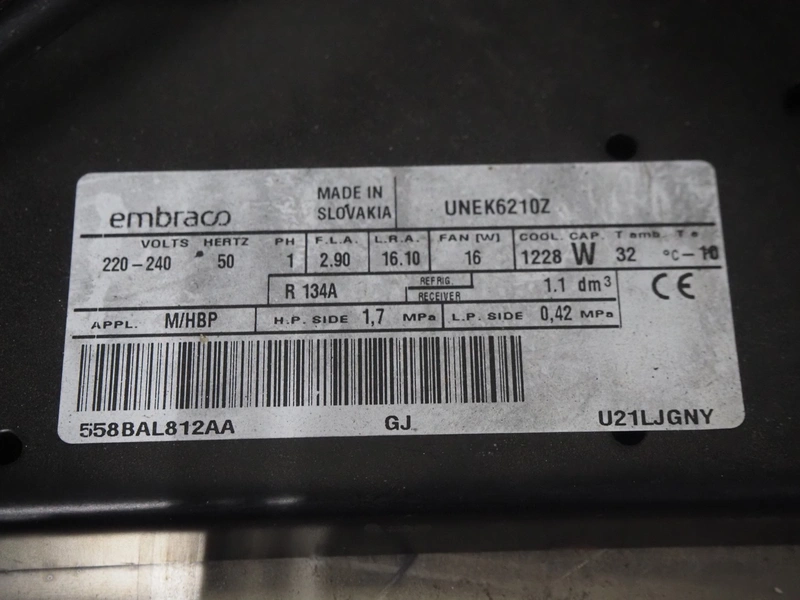 embraco MADE IN SLOVAKIA UNEK6210Z
VOLTS HERTZ PH F.L.A. L.R.A. FAN [W] COOL. CAP. T amb. T e
220-240 50 1 2.90 16.10 16 1228 W 32 °C -10
R 134A REFRIG. RECEIVER 1.1 dm³ CE
APPL. M/HBP H.P. SIDE 1,7 MPa L.P. SIDE 0,42 MPa
558BAL812AA GJ U21LJGNY